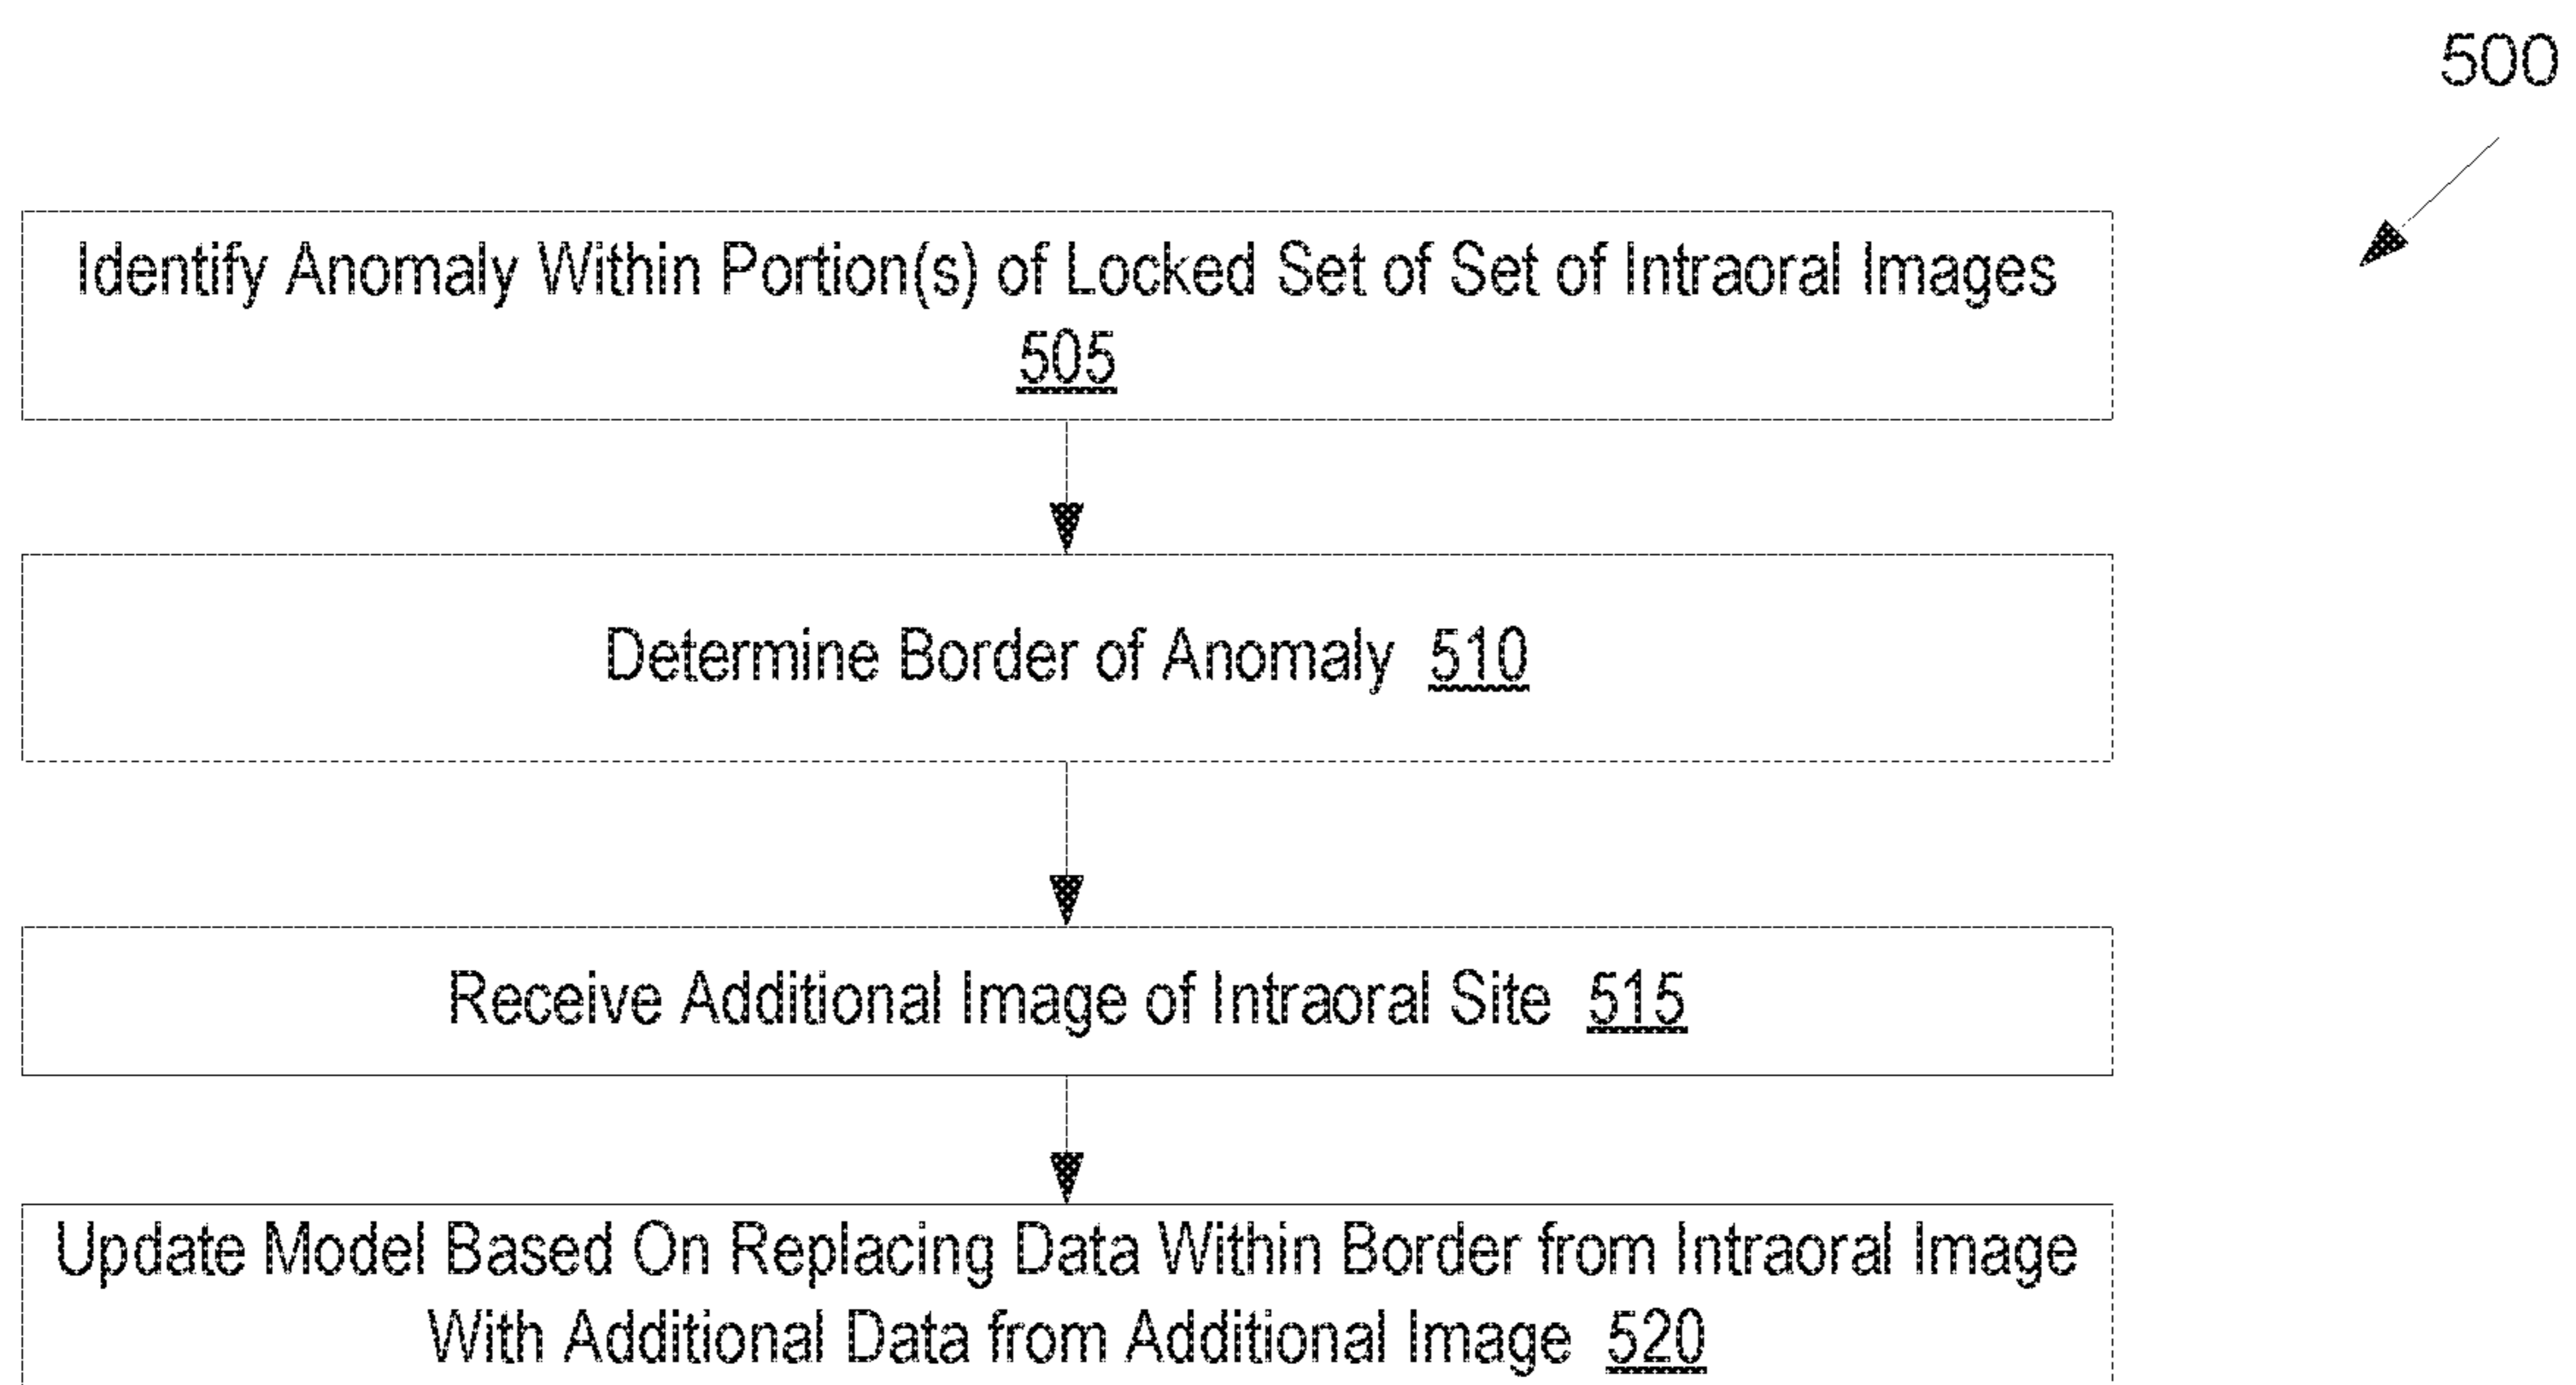 500
Identify Anomaly Within Portion(s) of Locked Set of Set of Intraoral Images
505
Determine Border of Anomaly 510
Receive Additional Image of Intraoral Site 515
Update Model Based On Replacing Data Within Border from Intraoral Image
With Additional Data from Additional Image 520